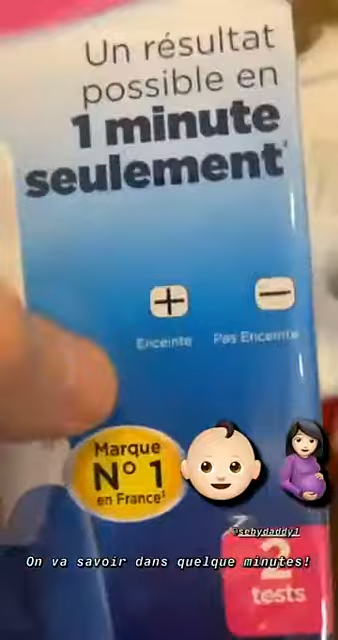 Un résultat
possible en
1 minute
seulement*
Enceinte
Pas Enceinte
Marque
N° 1
en France‡
@sebydaddy1
On va savoir dans quelque minutes!
2
tests